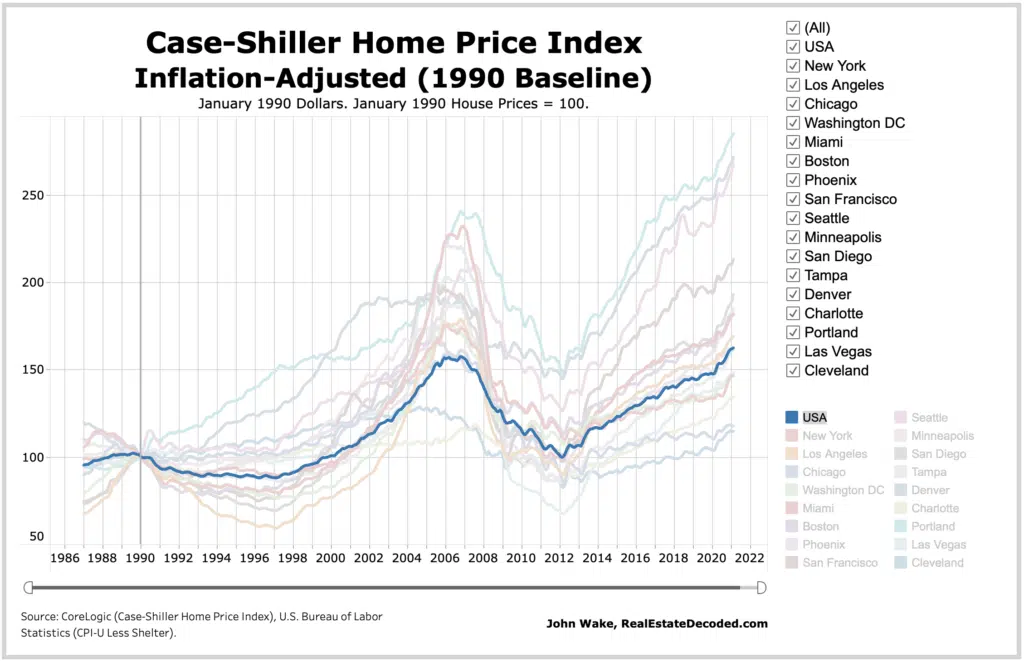 Case-Shiller Home Price Index
Inflation-Adjusted (1990 Baseline)
January 1990 Dollars. January 1990 House Prices = 100.
(All)
USA
New York
Los Angeles
Chicago
Washington DC
Miami
Boston
Phoenix
San Francisco
Seattle
Minneapolis
San Diego
Tampa
Denver
Charlotte
Portland
Las Vegas
Cleveland
250
200
150
100
50
1986 1988 1990 1992 1994 1996 1998 2000 2002 2004 2006 2008 2010 2012 2014 2016 2018 2020 2022
USA Seattle
New York Minneapolis
Los Angeles San Diego
Chicago Tampa
Washington DC Denver
Miami Charlotte
Boston Portland
Phoenix Las Vegas
San Francisco Cleveland
Source: CoreLogic (Case-Shiller Home Price Index), U.S. Bureau of Labor
Statistics (CPI-U Less Shelter).
John Wake, RealEstateDecoded.com